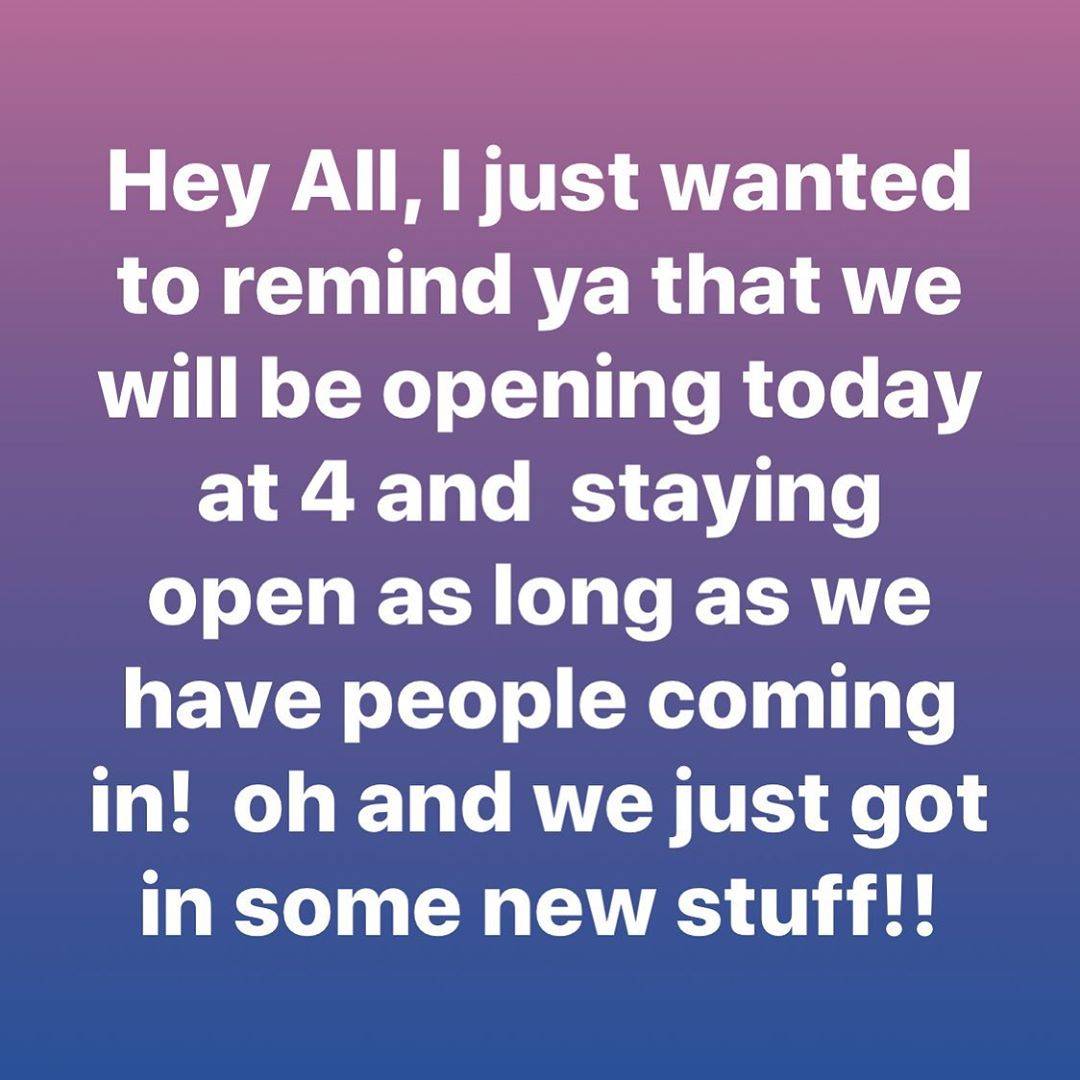 Hey All, I just wanted
to remind ya that we
will be opening today
at 4 and  staying
open as long as we
have people coming
in!  oh and we just got
in some new stuff!!